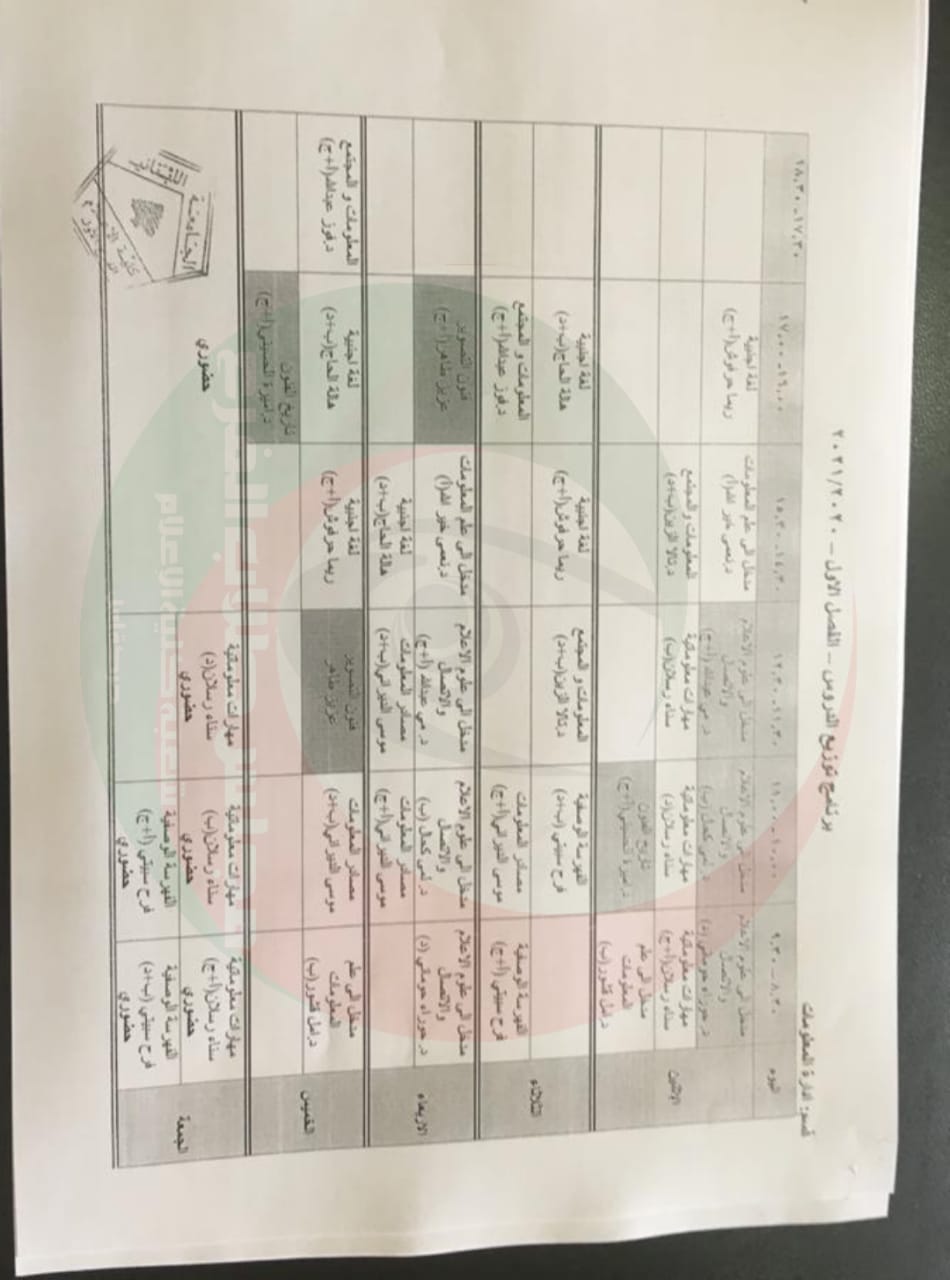 برنامج توزيع الدروس – الفصل الاول – ٢٠٢١/٢٠٢٠
قسم: ادارة المعلومات
اليوم
٨،٣٠ – ٩،٣٠
١٠،٠٠ – ١١،٠٠
١١،٣٠ – ١٢،٣٠
١٤،٣٠ – ١٥،٣٠
١٦،٠٠ – ١٧،٠٠
١٧،٣٠ – ١٨،٣٠
الاثنين
مدخل الى علوم الاعلام
والاتصال
د. حوراء حوماني (د)
مدخل الى علوم الاعلام
والاتصال
د. لمى كحال (ب)
مدخل الى علوم الاعلام
والاتصال
د. مي عبدالله (أ+ج)
مدخل الى علم المعلومات
د.نعمى خير الله(أ)
لغة اجنبية
ريما حرفوش(أ+ج)
مهارات معلوماتية
سناء رسلان(أ+ج)
مهارات معلوماتية
سناء رسلان(د)
مهارات معلوماتية
سناء رسلان(ب)
المعلومات والمجتمع
د.تالا الزين(ب+د)
مدخل الى علم
المعلومات
د.امل قشور(ب)
تاريخ الفنون
د.اميرة الحسيني(أ+ج)
الثلاثاء
الفهرسة الوصفية
فرح سبيتي (ب+د)
المعلومات و المجتمع
د.تالا الزين(ب+د)
لغة اجنبية
ريما حرفوش(أ+ج)
لغة اجنبية
هالة الحاج(ب+د)
الفهرسة الوصفية
فرح سبيتي (أ+ج)
مصادر المعلومات
موسى النيراني(أ+ج)
المعلومات و المجتمع
د.فوز عبدالله(أ+ج)
الاربعاء
مدخل الى علوم الاعلام
والاتصال
د. حوراء حوماني (د)
مدخل الى علوم الاعلام
والاتصال
د. لمى كحال (ب)
مدخل الى علوم الاعلام
والاتصال
د. مي عبدالله (أ+ج)
مدخل الى علم المعلومات
د.نعمى خير الله(أ)
فنون التصوير
عزيز طاهر(أ+ج)
مصادر المعلومات
موسى النيراني(أ+ج)
مصادر المعلومات
موسى النيراني(ب+د)
لغة اجنبية
هالة الحاج(ب+د)
الخميس
مدخل الى علم
المعلومات
د.امل قشور(ب)
مصادر المعلومات
موسى النيراني(ب+د)
فنون التصوير
عزيز طاهر
لغة اجنبية
ريما حرفوش(أ+ج)
لغة اجنبية
هالة الحاج(ب+د)
المعلومات و المجتمع
د.فوز عبدالله(أ+ج)
تاريخ الفنون
د.اميرة الحسيني(أ+ج)
الجمعة
مهارات معلوماتية
سناء رسلان(أ+ج)
حضوري
مهارات معلوماتية
سناء رسلان(ب)
حضوري
مهارات معلوماتية
سناء رسلان(د)
حضوري
حضوري
الفهرسة الوصفية
فرح سبيتي (ب+د)
حضوري
الفهرسة الوصفية
فرح سبيتي (أ+ج)
حضوري
مجلس طلاب الفرع
شعبة كلية الاعلام
حركة امل
الجامعة
اللبنانية
كلية الاعلام